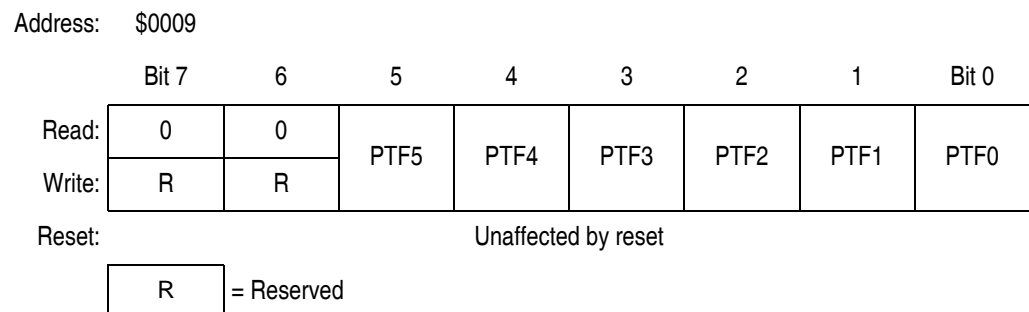 Address: $0009
Bit 7 6 5 4 3 2 1 Bit 0
Read: 0 0 PTF5 PTF4 PTF3 PTF2 PTF1 PTF0
Write: R R
Reset: Unaffected by reset
R = Reserved